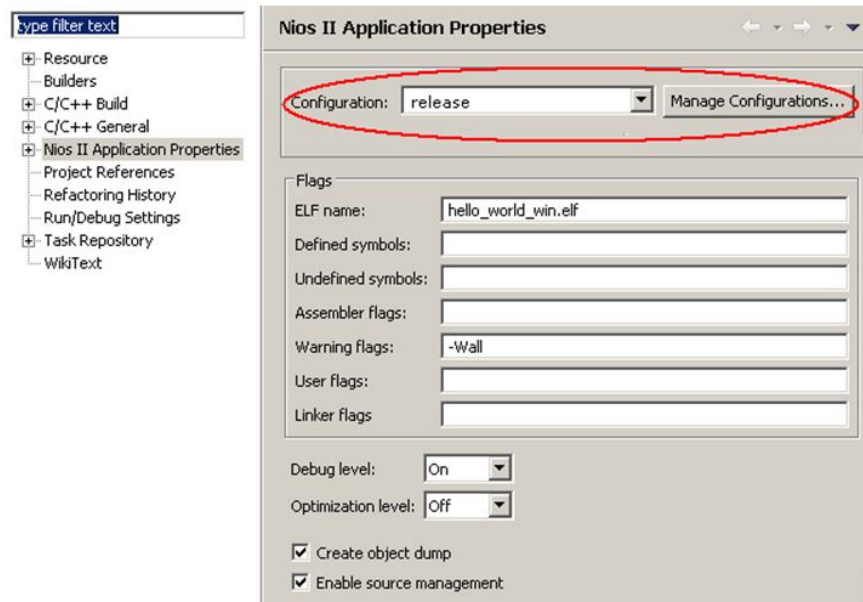 type filter text
Resource
Builders
C/C++ Build
C/C++ General
Nios II Application Properties
Project References
Refactoring History
Run/Debug Settings
Task Repository
WikiText
Nios II Application Properties
Configuration: release Manage Configurations...
Flags
ELF name: hello_world_win.elf
Defined symbols:
Undefined symbols:
Assembler flags:
Warning flags: -Wall
User flags:
Linker flags
Debug level: On
Optimization level: Off
Create object dump
Enable source management